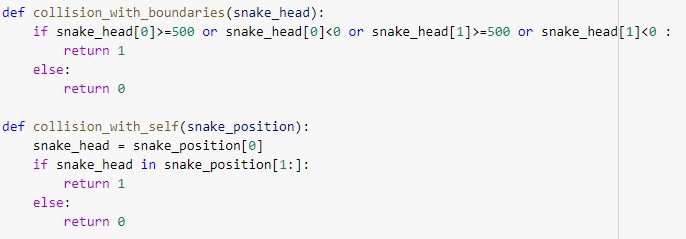 def collision_with_boundaries(snake_head):
    if snake_head[0]>=500 or snake_head[0]<0 or snake_head[1]>=500 or snake_head[1]<0 :
        return 1
    else:
        return 0

def collision_with_self(snake_position):
    snake_head = snake_position[0]
    if snake_head in snake_position[1:]:
        return 1
    else:
        return 0